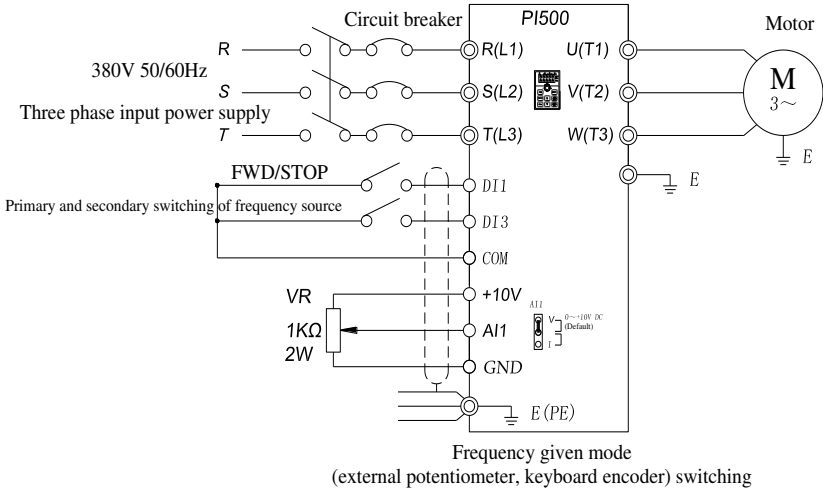 Circuit breaker
PI500
Motor
R
R(L1)
U(T1)
380V 50/60Hz
S
S(L2)
V(T2)
M
3~
Three phase input power supply
T
T(L3)
W(T3)
E
FWD/STOP
DI1
E
Primary and secondary switching of frequency source
DI3
COM
VR
+10V
AI1
1KΩ
AI1
V
0~+10V DC
(Default)
I
2W
GND
E(PE)
Frequency given mode
(external potentiometer, keyboard encoder) switching